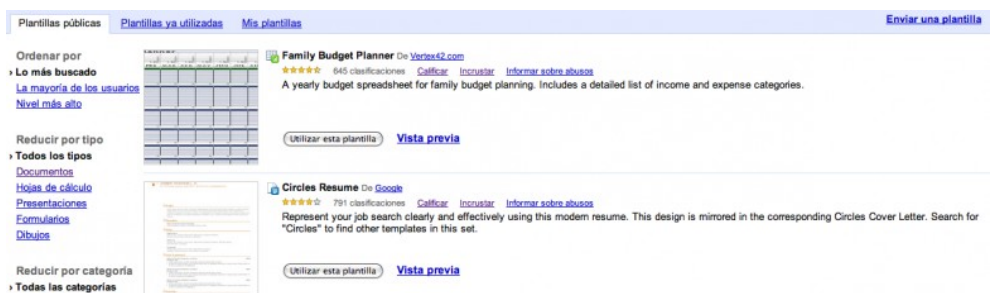 Plantillas públicas Plantillas ya utilizadas Mis plantillas Enviar una plantilla
Ordenar por
› Lo más buscado
La mayoría de los usuarios
Nivel más alto
Reducir por tipo
› Todos los tipos
Documentos
Hojas de cálculo
Presentaciones
Formularios
Dibujos
Reducir por categoría
› Todas las categorías
Family Budget Planner De Vertex42.com
645 clasificaciones Calificar Incrustar Informar sobre abusos
A yearly budget spreadsheet for family budget planning. Includes a detailed list of income and expense categories.
Utilizar esta plantilla Vista previa
Circles Resume De Google
791 clasificaciones Calificar Incrustar Informar sobre abusos
Represent your job search clearly and effectively using this modern resume. This design is mirrored in the corresponding Circles Cover Letter. Search for
"Circles" to find other templates in this set.
Utilizar esta plantilla Vista previa